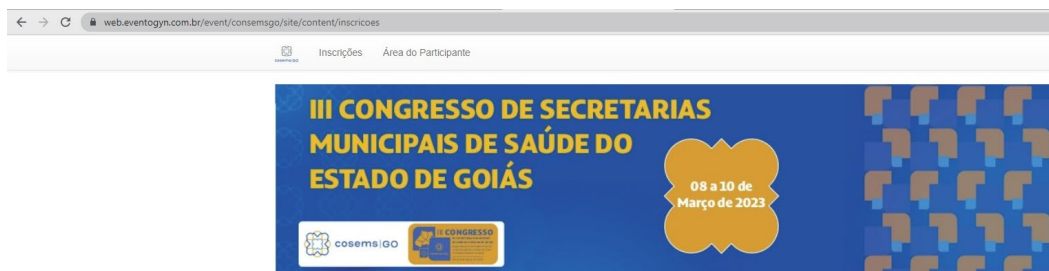 web.eventogyn.com.br/event/consemsgo/site/content/inscricoes
Inscrições Área do Participante
III CONGRESSO DE SECRETARIAS
MUNICIPAIS DE SAÚDE DO
ESTADO DE GOIÁS
08 a 10 de
Março de 2023
cosems|GO
III CONGRESSO